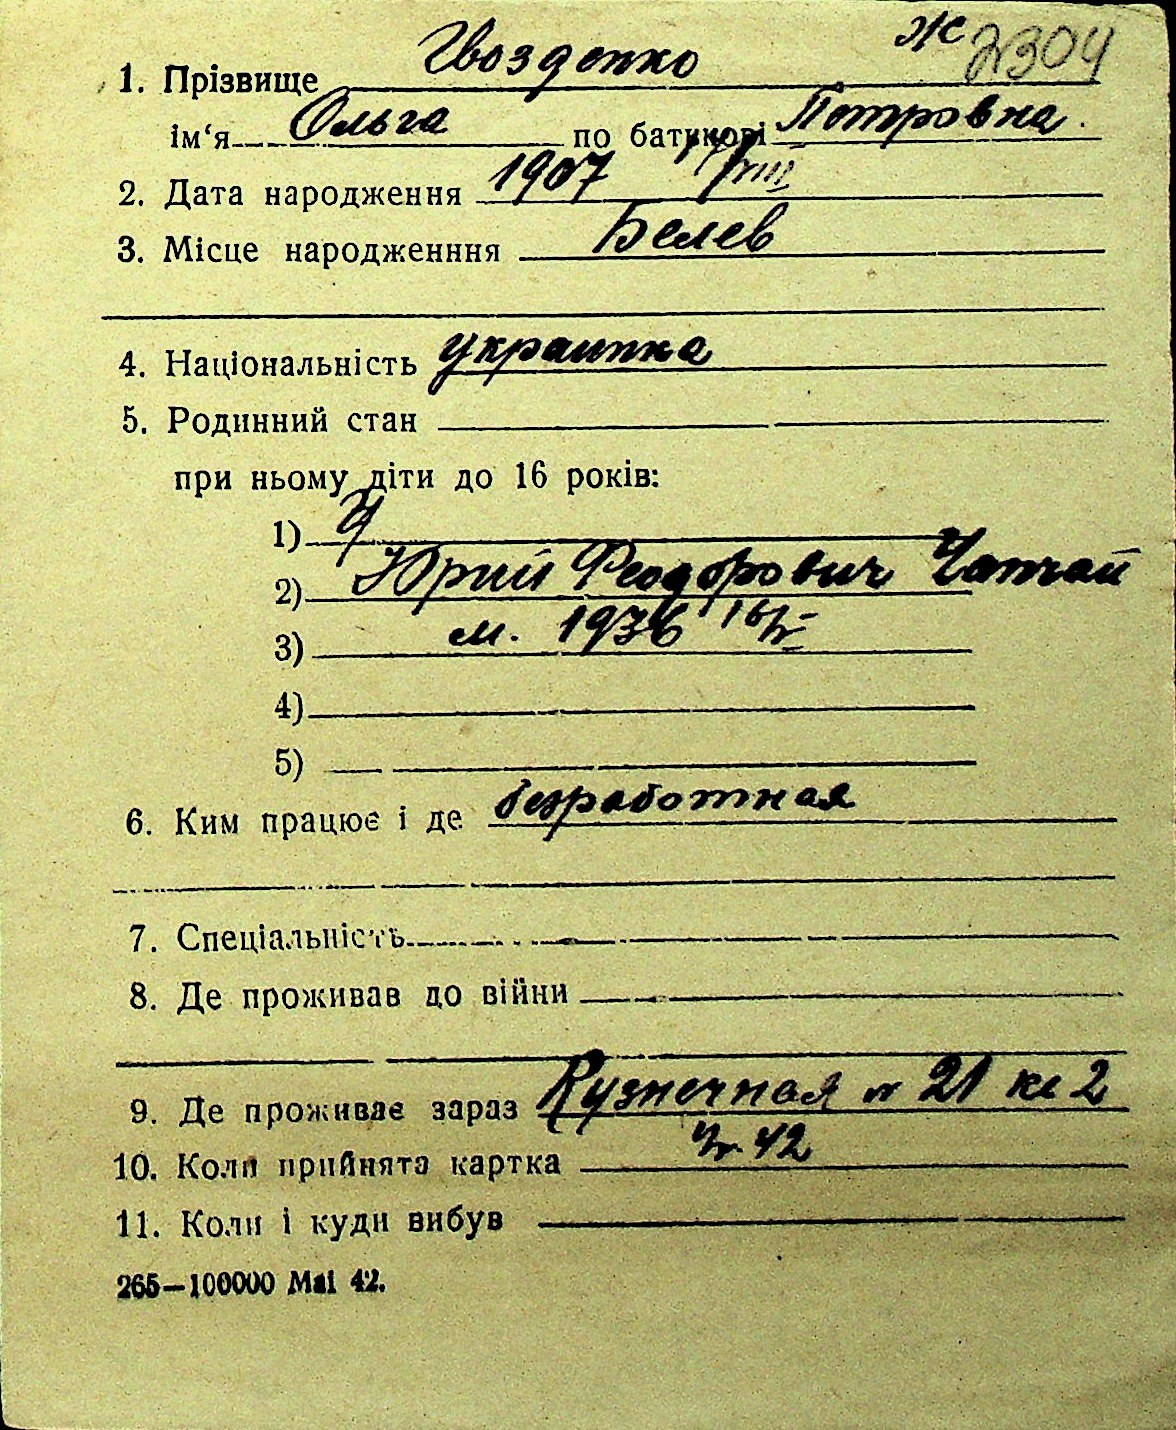 ж 2304
1. Прізвище Гвозденко
ім‘я Ольга по батькові Петровна.
2. Дата народження 1907 VIII
3. Місце народженння Белев
4. Національність украинка
5. Родинний стан
при ньому діти до 16 років:
1)
2) Юрий Феодорович
3) м. 1936
4)
5)
6. Ким працює і де безработная
7. Спеціальність
8. Де проживав до війни
9. Де проживає зараз Кузнечная № 21 кв 2
10. Коли прийнята картка 42
11. Коли і куди вибув
265—100000 Mai 42.